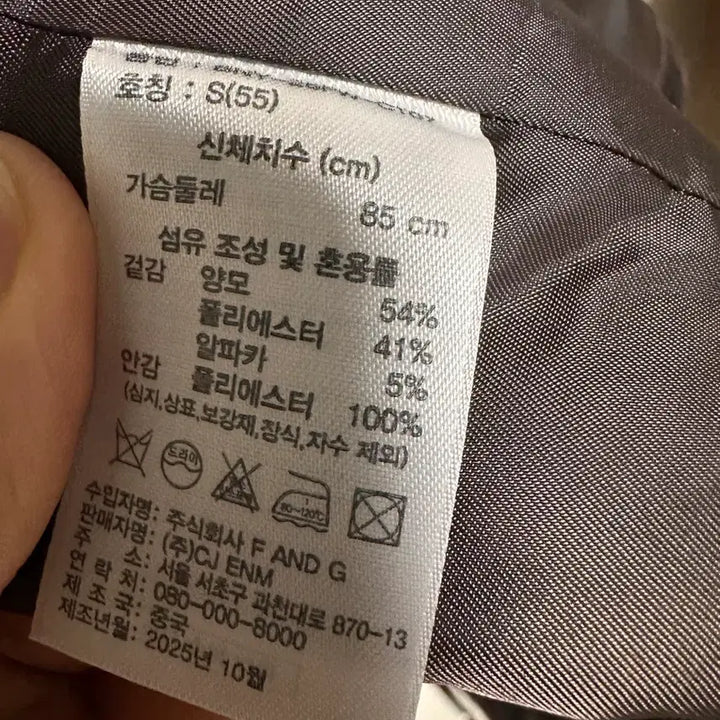 호칭 : S(55)
신체치수 (cm)
가슴둘레 85 cm
섬유 조성 및 혼용률
겉감 양모 54%
폴리에스터 41%
알파카 5%
안감 폴리에스터 100%
(심지,상표,보강재,장식,자수 제외)
드라이
80~120℃
수입자명: 주식회사 F AND G
판매자명: (주)CJ ENM
주 소: 서울 서초구 과천대로 870-13
연 락 처: 080-000-8000
제 조 국: 중국
제조년월: 2025년 10월